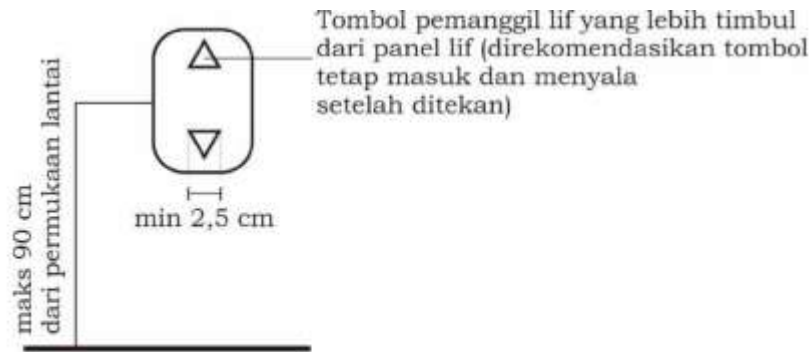 Tombol pemanggil lif yang lebih timbul
dari panel lif (direkomendasikan tombol
tetap masuk dan menyala
setelah ditekan)
min 2,5 cm
maks 90 cm
dari permukaan lantai